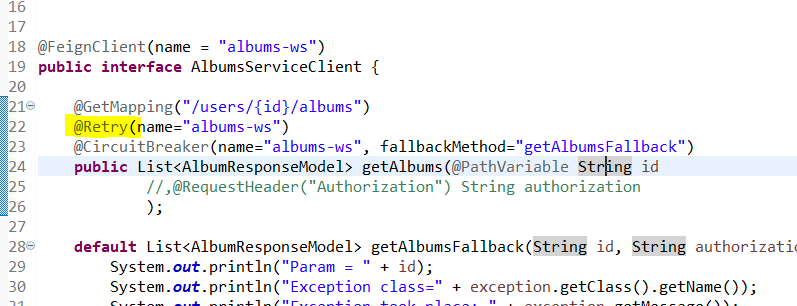 16
17
18 @FeignClient(name = "albums-ws")
19 public interface AlbumsServiceClient {
20
21 @GetMapping("/users/{id}/albums")
22 @Retry(name="albums-ws")
23 @CircuitBreaker(name="albums-ws", fallbackMethod="getAlbumsFallback")
24 public List<AlbumResponseModel> getAlbums(@PathVariable String id
25 //,@RequestHeader("Authorization") String authorization
26 );
27
28 default List<AlbumResponseModel> getAlbumsFallback(String id, String authorizatio
29 System.out.println("Param = " + id);
30 System.out.println("Exception class=" + exception.getClass().getName());
31 System.out.println("Exception took place: " + exception.getMessage());